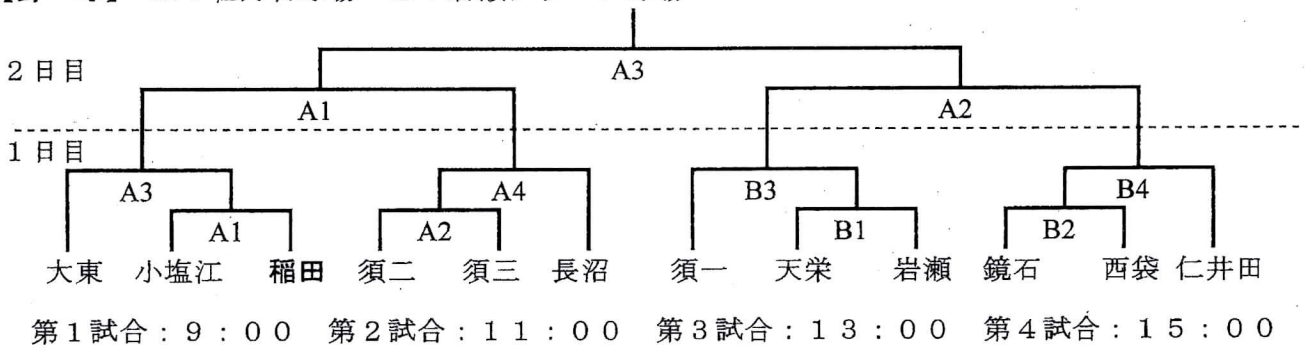 A3
2日目
A1 A2
1日目
A3 A4 B3 B4
A1 A2 B1 B2
大東 小塩江 稲田 須二 須三 長沼 須一 天栄 岩瀬 鏡石 西袋 仁井田
第1試合:9:00 第2試合:11:00 第3試合:13:00 第4試合:15:00